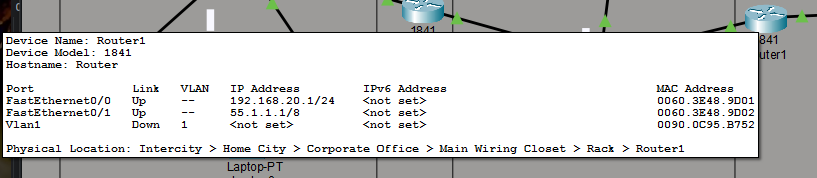 1841
Device Name: Router1
Device Model: 1841
Hostname: Router
Port Link VLAN IP Address IPv6 Address MAC Address
FastEthernet0/0 Up -- 192.168.20.1/24 <not set> 0060.3E48.9D01
FastEthernet0/1 Up -- 55.1.1.1/8 <not set> 0060.3E48.9D02
Vlan1 Down 1 <not set> <not set> 0090.0C95.B752
Physical Location: Intercity > Home City > Corporate Office > Main Wiring Closet > Rack > Router1
841
uter1
Laptop-PT